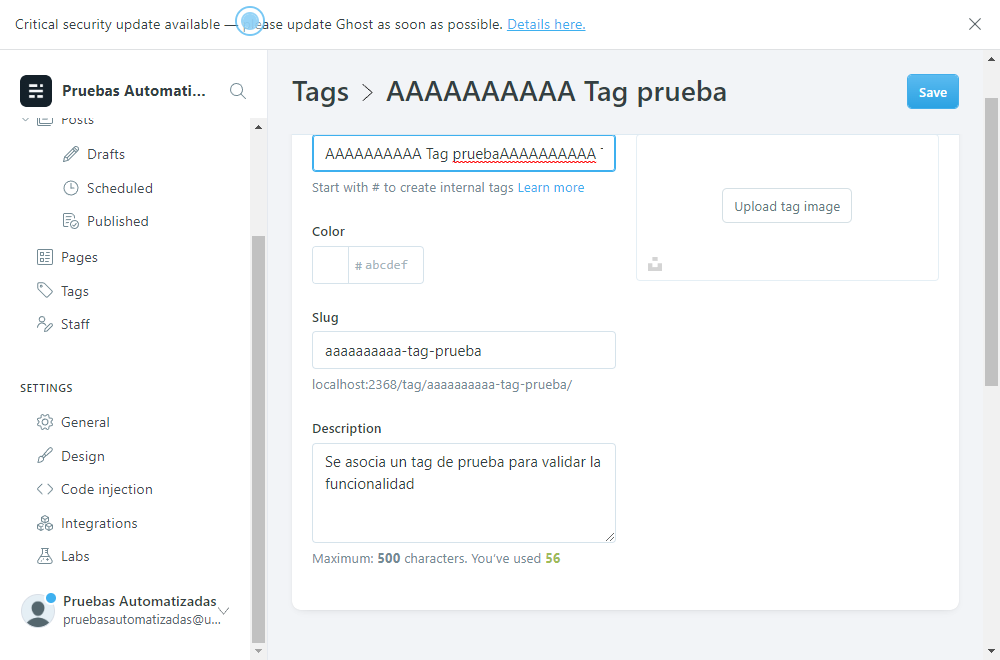 Critical security update available — please update Ghost as soon as possible. Details here.
Pruebas Automati...
Posts
Drafts
Scheduled
Published
Pages
Tags
Staff
SETTINGS
General
Design
Code injection
Integrations
Labs
Pruebas Automatizadas
pruebasautomatizadas@u...
Tags > AAAAAAAAAA Tag prueba
Save
AAAAAAAAAA Tag pruebaAAAAAAAAAA
Start with # to create internal tags Learn more
Upload tag image
Color
# abcdef
Slug
aaaaaaaaaa-tag-prueba
localhost:2368/tag/aaaaaaaaaa-tag-prueba/
Description
Se asocia un tag de prueba para validar la
funcionalidad
Maximum: 500 characters. You've used 56